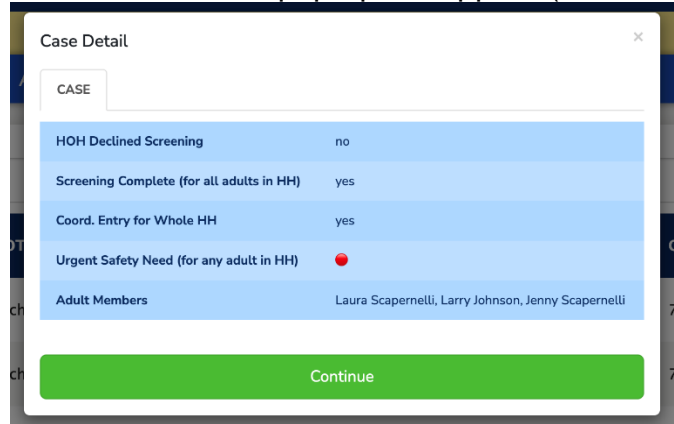 Case Detail
×
CASE
HOH Declined Screening no
Screening Complete (for all adults in HH) yes
Coord. Entry for Whole HH yes
Urgent Safety Need (for any adult in HH)
Adult Members Laura Scapernelli, Larry Johnson, Jenny Scapernelli
Continue